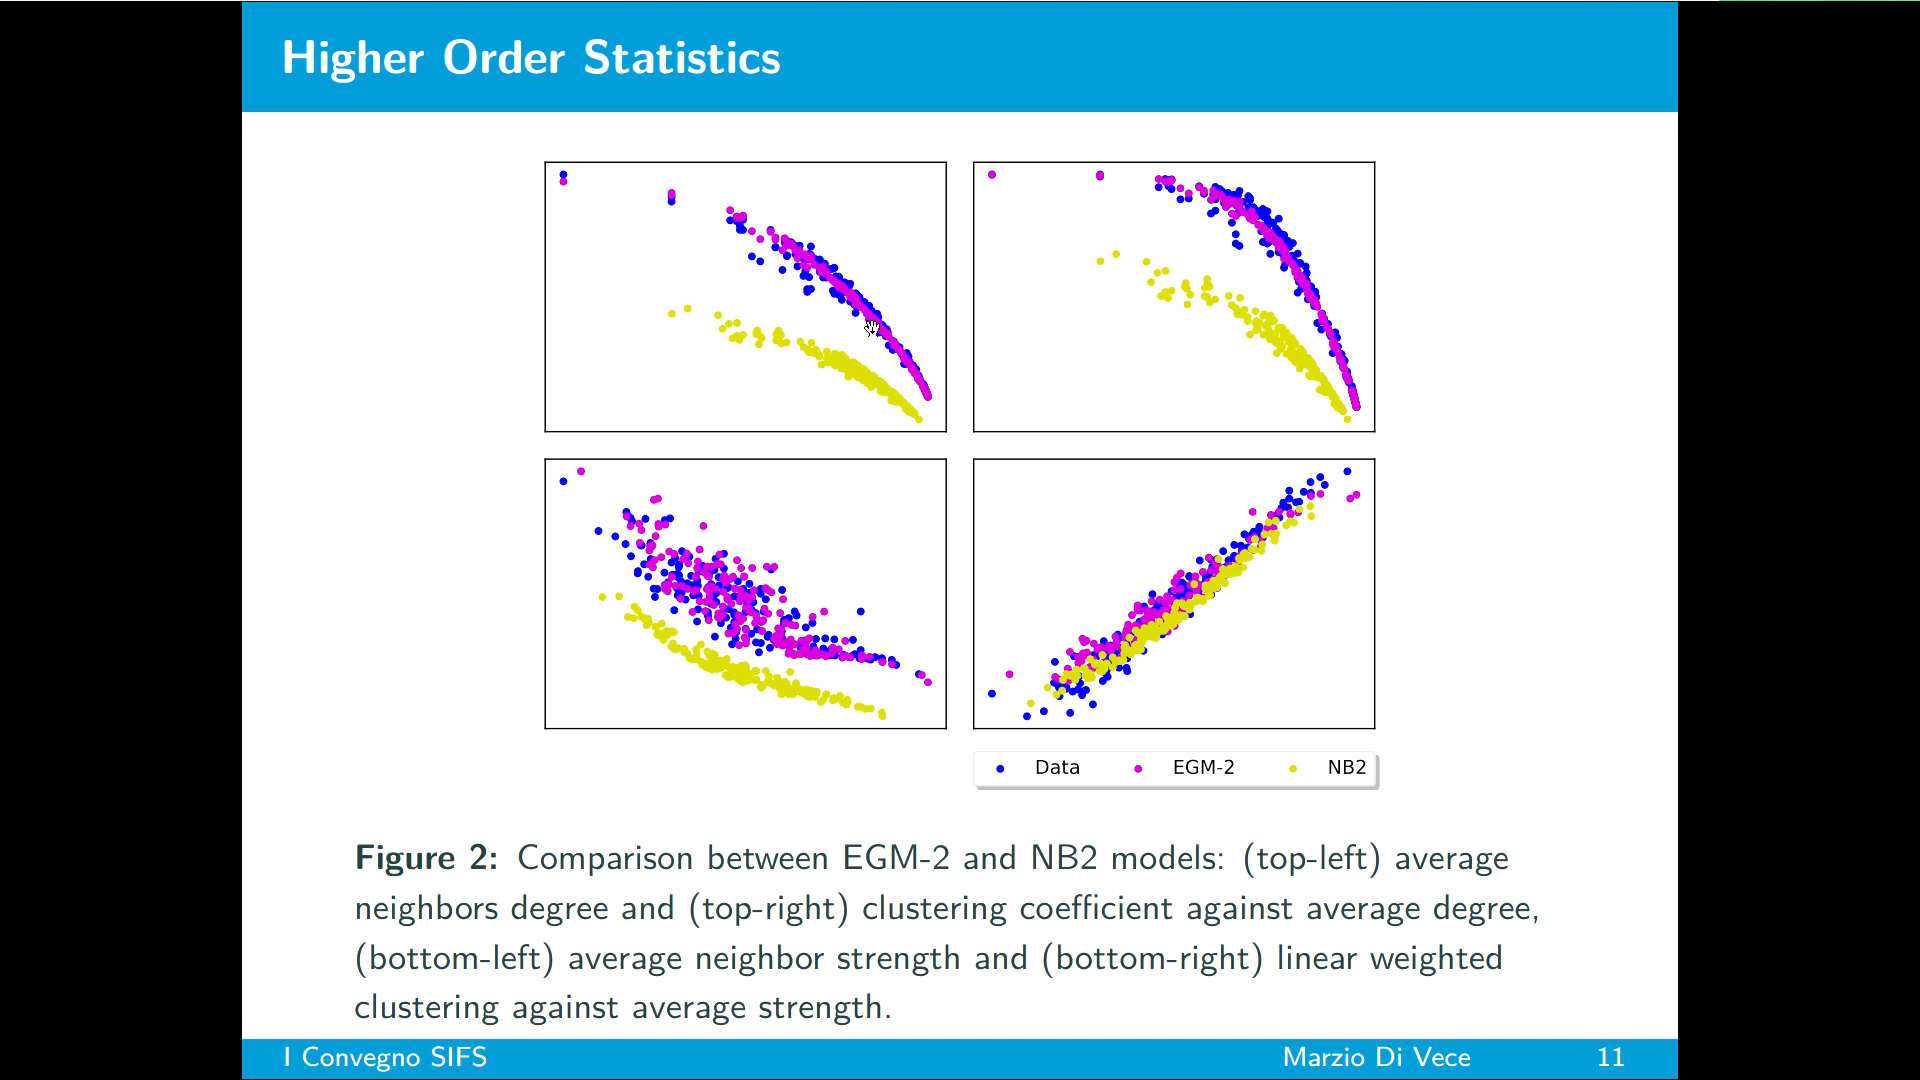 Higher Order Statistics
Data EGM-2 NB2
Figure 2: Comparison between EGM-2 and NB2 models: (top-left) average
neighbors degree and (top-right) clustering coefficient against average degree,
(bottom-left) average neighbor strength and (bottom-right) linear weighted
clustering against average strength.
I Convegno SIFS Marzio Di Vece 11